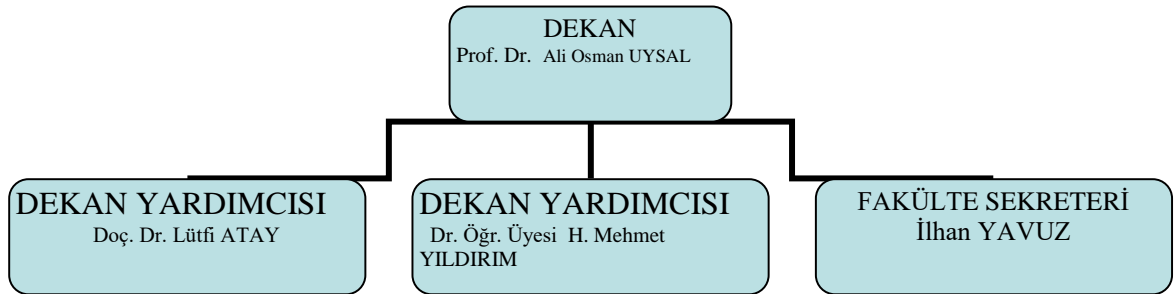 DEKAN
Prof. Dr. Ali Osman UYSAL
DEKAN YARDIMCISI
Doç. Dr. Lütfi ATAY
DEKAN YARDIMCISI
Dr. Öğr. Üyesi H. Mehmet
YILDIRIM
FAKÜLTE SEKRETERİ
İlhan YAVUZ